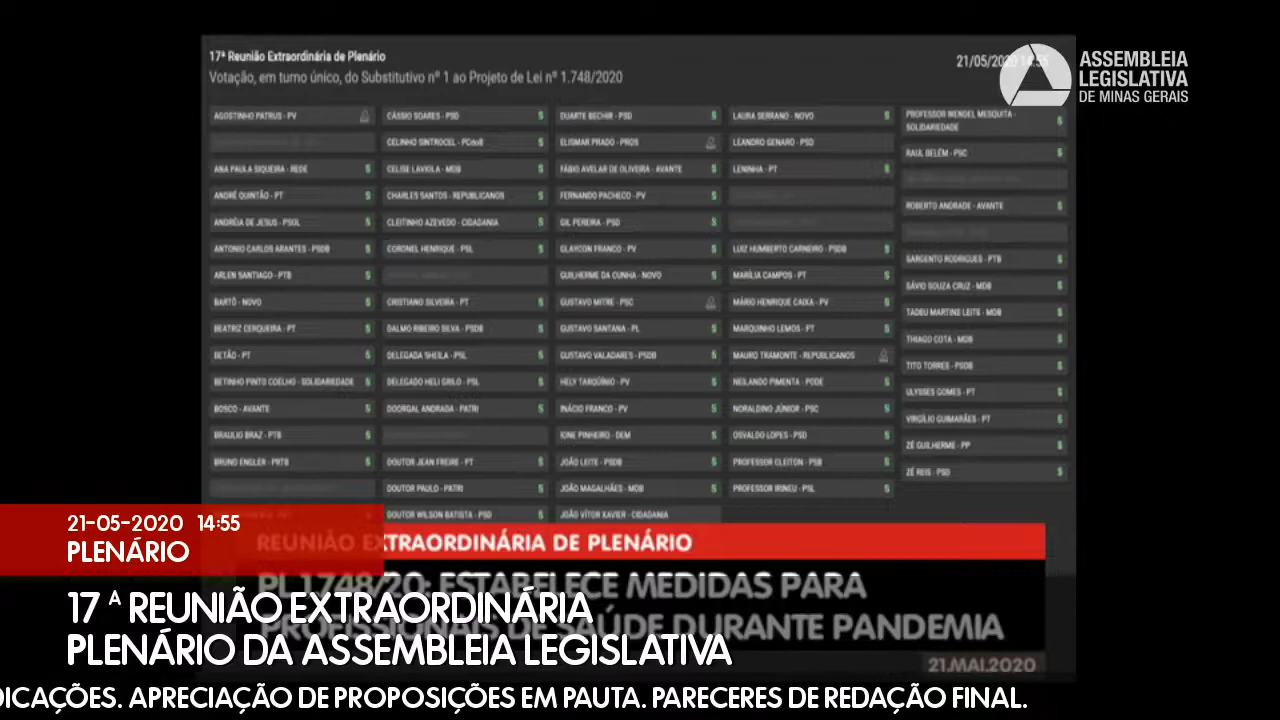 17ª Reunião Extraordinária de Plenário
Votação, em turno único, do Substitutivo nº 1 ao Projeto de Lei nº 1.748/2020
21/05/2020 14:55
ASSEMBLEIA
LEGISLATIVA
DE MINAS GERAIS
AGOSTINHO PATRUS - PV
ANA PAULA SIQUEIRA - REDE S
ANDRÉ QUINTÃO - PT S
ANDRÉIA DE JESUS - PSOL S
ANTONIO CARLOS ARANTES - PSDB S
ARLEN SANTIAGO - PTB S
BARTÔ - NOVO S
BEATRIZ CERQUEIRA - PT S
BETÃO - PT S
BETINHO PINTO COELHO - SOLIDARIEDADE S
BOSCO - AVANTE S
BRAULIO BRAZ - PTB S
BRUNO ENGLER - PRTB S
CÁSSIO SOARES - PSD S
CELINHO SINTROCEL - PCdoB S
CELISE LAVIOLA - MDB S
CHARLES SANTOS - REPUBLICANOS S
CLEITINHO AZEVEDO - CIDADANIA S
CORONEL HENRIQUE - PSL S
CRISTIANO SILVEIRA - PT S
DALMO RIBEIRO SILVA - PSDB S
DELEGADA SHEILA - PSL S
DELEGADO HELI GRILO - PSL S
DOORGAL ANDRADA - PATRI S
DOUTOR JEAN FREIRE - PT S
DOUTOR PAULO - PATRI S
DOUTOR WILSON BATISTA - PSD S
DUARTE BECHIR - PSD S
ELISMAR PRADO - PROS
FÁBIO AVELAR DE OLIVEIRA - AVANTE S
FERNANDO PACHECO - PV S
GIL PEREIRA - PSD S
GLAYCON FRANCO - PV S
GUILHERME DA CUNHA - NOVO S
GUSTAVO MITRE - PSC
GUSTAVO SANTANA - PL S
GUSTAVO VALADARES - PSDB S
HELY TARQÜÍNIO - PV S
INÁCIO FRANCO - PV S
IONE PINHEIRO - DEM S
JOÃO LEITE - PSDB S
JOÃO MAGALHÃES - MDB S
JOÃO VÍTOR XAVIER - CIDADANIA
LAURA SERRANO - NOVO S
LEANDRO GENARO - PSD
LENINHA - PT S
LUIZ HUMBERTO CARNEIRO - PSDB S
MARÍLIA CAMPOS - PT S
MÁRIO HENRIQUE CAIXA - PV S
MARQUINHO LEMOS - PT S
MAURO TRAMONTE - REPUBLICANOS
NEILANDO PIMENTA - PODE S
NORALDINO JÚNIOR - PSC S
OSVALDO LOPES - PSD S
PROFESSOR CLEITON - PSB S
PROFESSOR IRINEU - PSL S
PROFESSOR WENDEL MESQUITA -
SOLIDARIEDADE S
RAUL BELÉM - PSC S
ROBERTO ANDRADE - AVANTE S
SARGENTO RODRIGUES - PTB S
SÁVIO SOUZA CRUZ - MDB S
TADEU MARTINS LEITE - MDB S
THIAGO COTA - MDB S
TITO TORRES - PSDB S
ULYSSES GOMES - PT S
VIRGÍLIO GUIMARÃES - PT S
ZÉ GUILHERME - PP S
ZÉ REIS - PSD S
REUNIÃO EXTRAORDINÁRIA DE PLENÁRIO
PL 1748/20: ESTABELECE MEDIDAS PARA
PROFISSIONAIS DE SAÚDE DURANTE PANDEMIA
21.MAI.2020
21-05-2020 14:55
PLENÁRIO
17 ª REUNIÃO EXTRAORDINÁRIA
PLENÁRIO DA ASSEMBLEIA LEGISLATIVA
DICAÇÕES. APRECIAÇÃO DE PROPOSIÇÕES EM PAUTA. PARECERES DE REDAÇÃO FINAL.